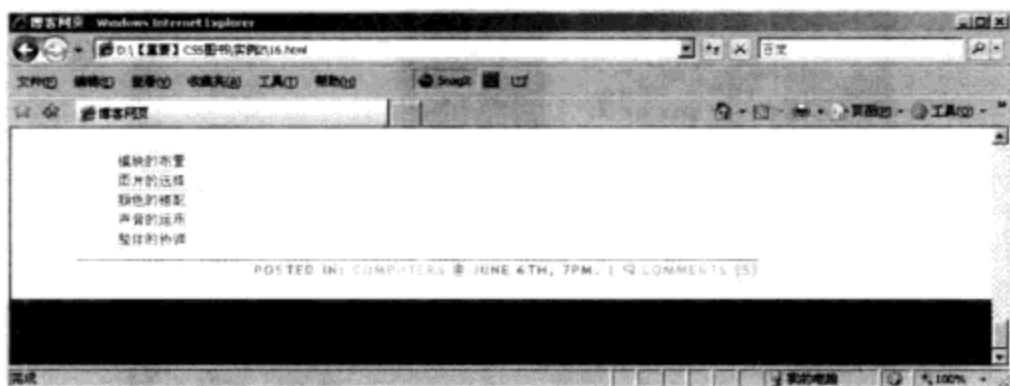 博客网页 - Windows Internet Explorer
D:\【重要】CSS图书\实例2\16.html
百度
文件(F) 编辑(E) 查看(V) 收藏夹(A) 工具(T) 帮助(H) SnagIt
博客网页
页面(P) 工具(O)
模块的布置
图片的选择
颜色的搭配
声音的运用
整体的协调
POSTED IN: COMPUTERS @ JUNE 6TH, 7PM. | COMMENTS (5)
完成 我的电脑 100%